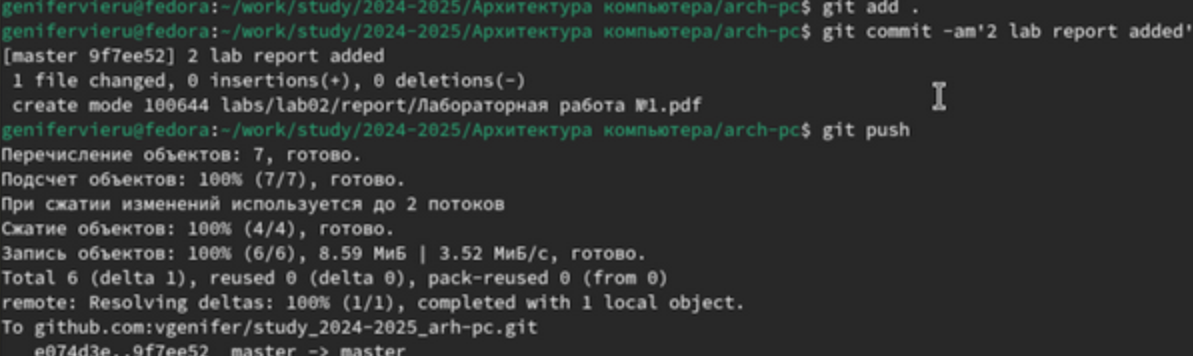 genifervieru@fedora:~/work/study/2024-2025/Архитектура компьютера/arch-pc$ git add .
genifervieru@fedora:~/work/study/2024-2025/Архитектура компьютера/arch-pc$ git commit -am'2 lab report added'
[master 9f7ee52] 2 lab report added
 1 file changed, 0 insertions(+), 0 deletions(-)
 create mode 100644 labs/lab02/report/Лабораторная работа №1.pdf
genifervieru@fedora:~/work/study/2024-2025/Архитектура компьютера/arch-pc$ git push
Перечисление объектов: 7, готово.
Подсчет объектов: 100% (7/7), готово.
При сжатии изменений используется до 2 потоков
Сжатие объектов: 100% (4/4), готово.
Запись объектов: 100% (6/6), 8.59 МиБ | 3.52 МиБ/с, готово.
Total 6 (delta 1), reused 0 (delta 0), pack-reused 0 (from 0)
remote: Resolving deltas: 100% (1/1), completed with 1 local object.
To github.com:vgenifer/study_2024-2025_arh-pc.git
   e074d3e..9f7ee52  master -> master